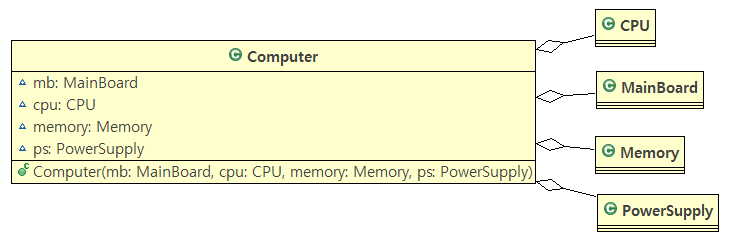 Computer
mb: MainBoard
cpu: CPU
memory: Memory
ps: PowerSupply
Computer(mb: MainBoard, cpu: CPU, memory: Memory, ps: PowerSupply)
CPU
MainBoard
Memory
PowerSupply